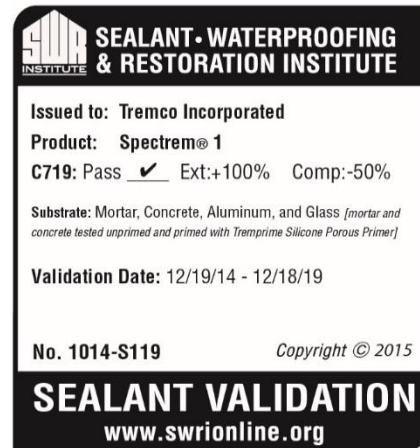 SWR
INSTITUTE
SEALANT • WATERPROOFING
& RESTORATION INSTITUTE
Issued to: Tremco Incorporated
Product: Spectrem® 1
C719: Pass ✔ Ext:+100% Comp:-50%
Substrate: Mortar, Concrete, Aluminum, and Glass [mortar and
concrete tested unprimed and primed with Tremprime Silicone Porous Primer]
Validation Date: 12/19/14 - 12/18/19
No. 1014-S119 Copyright © 2015
SEALANT VALIDATION
www.swrionline.org